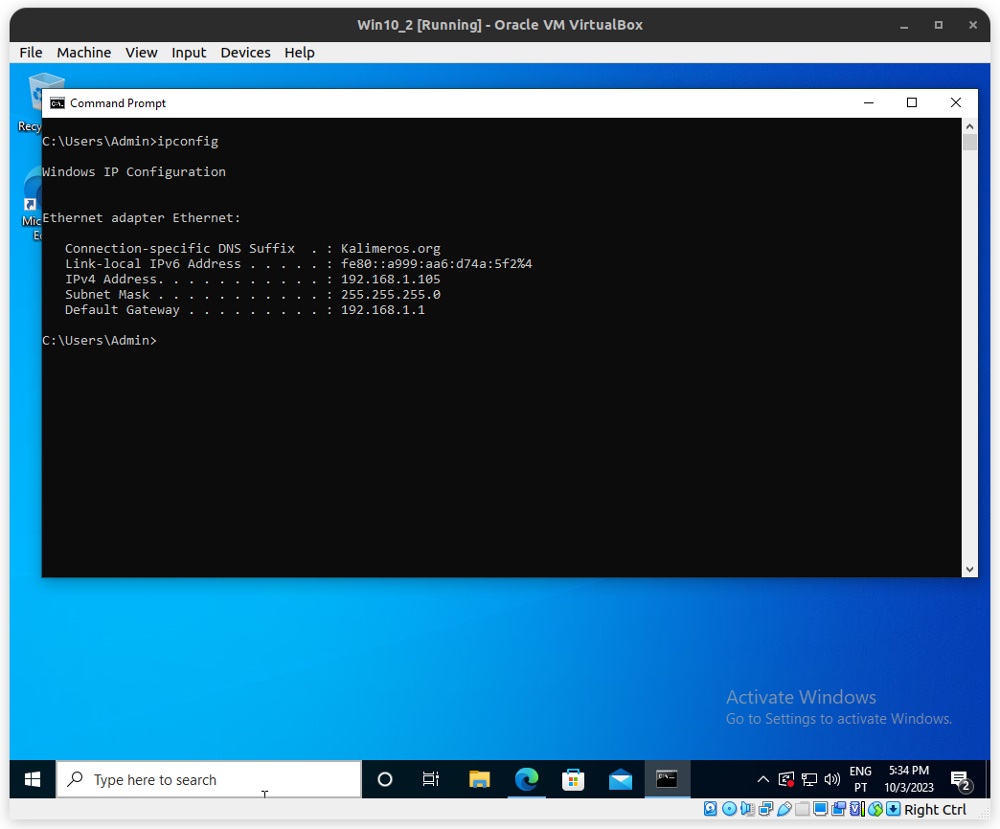 Win10_2 [Running] - Oracle VM VirtualBox
File Machine View Input Devices Help
Command Prompt
Recy
C:\Users\Admin>ipconfig
Windows IP Configuration
Mic
E
Ethernet adapter Ethernet:
Connection-specific DNS Suffix . : Kalimeros.org
Link-local IPv6 Address . . . . . : fe80::a999:aa6:d74a:5f2%4
IPv4 Address. . . . . . . . . . . : 192.168.1.105
Subnet Mask . . . . . . . . . . . : 255.255.255.0
Default Gateway . . . . . . . . . : 192.168.1.1
C:\Users\Admin>
Activate Windows
Go to Settings to activate Windows.
Type here to search
ENG
PT
5:34 PM
10/3/2023
2
Right Ctrl